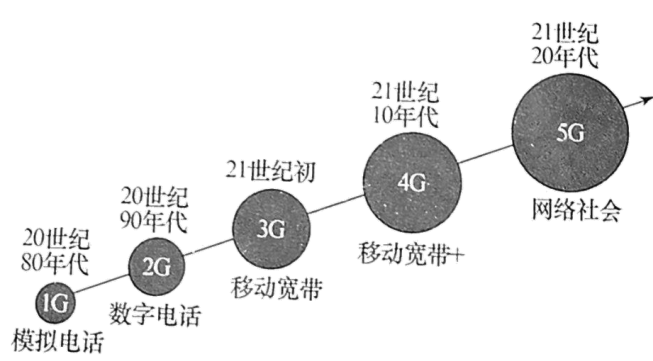 20世纪
80年代
1G
模拟电话
20世纪
90年代
2G
数字电话
21世纪初
3G
移动宽带
21世纪
10年代
4G
移动宽带+
21世纪
20年代
5G
网络社会